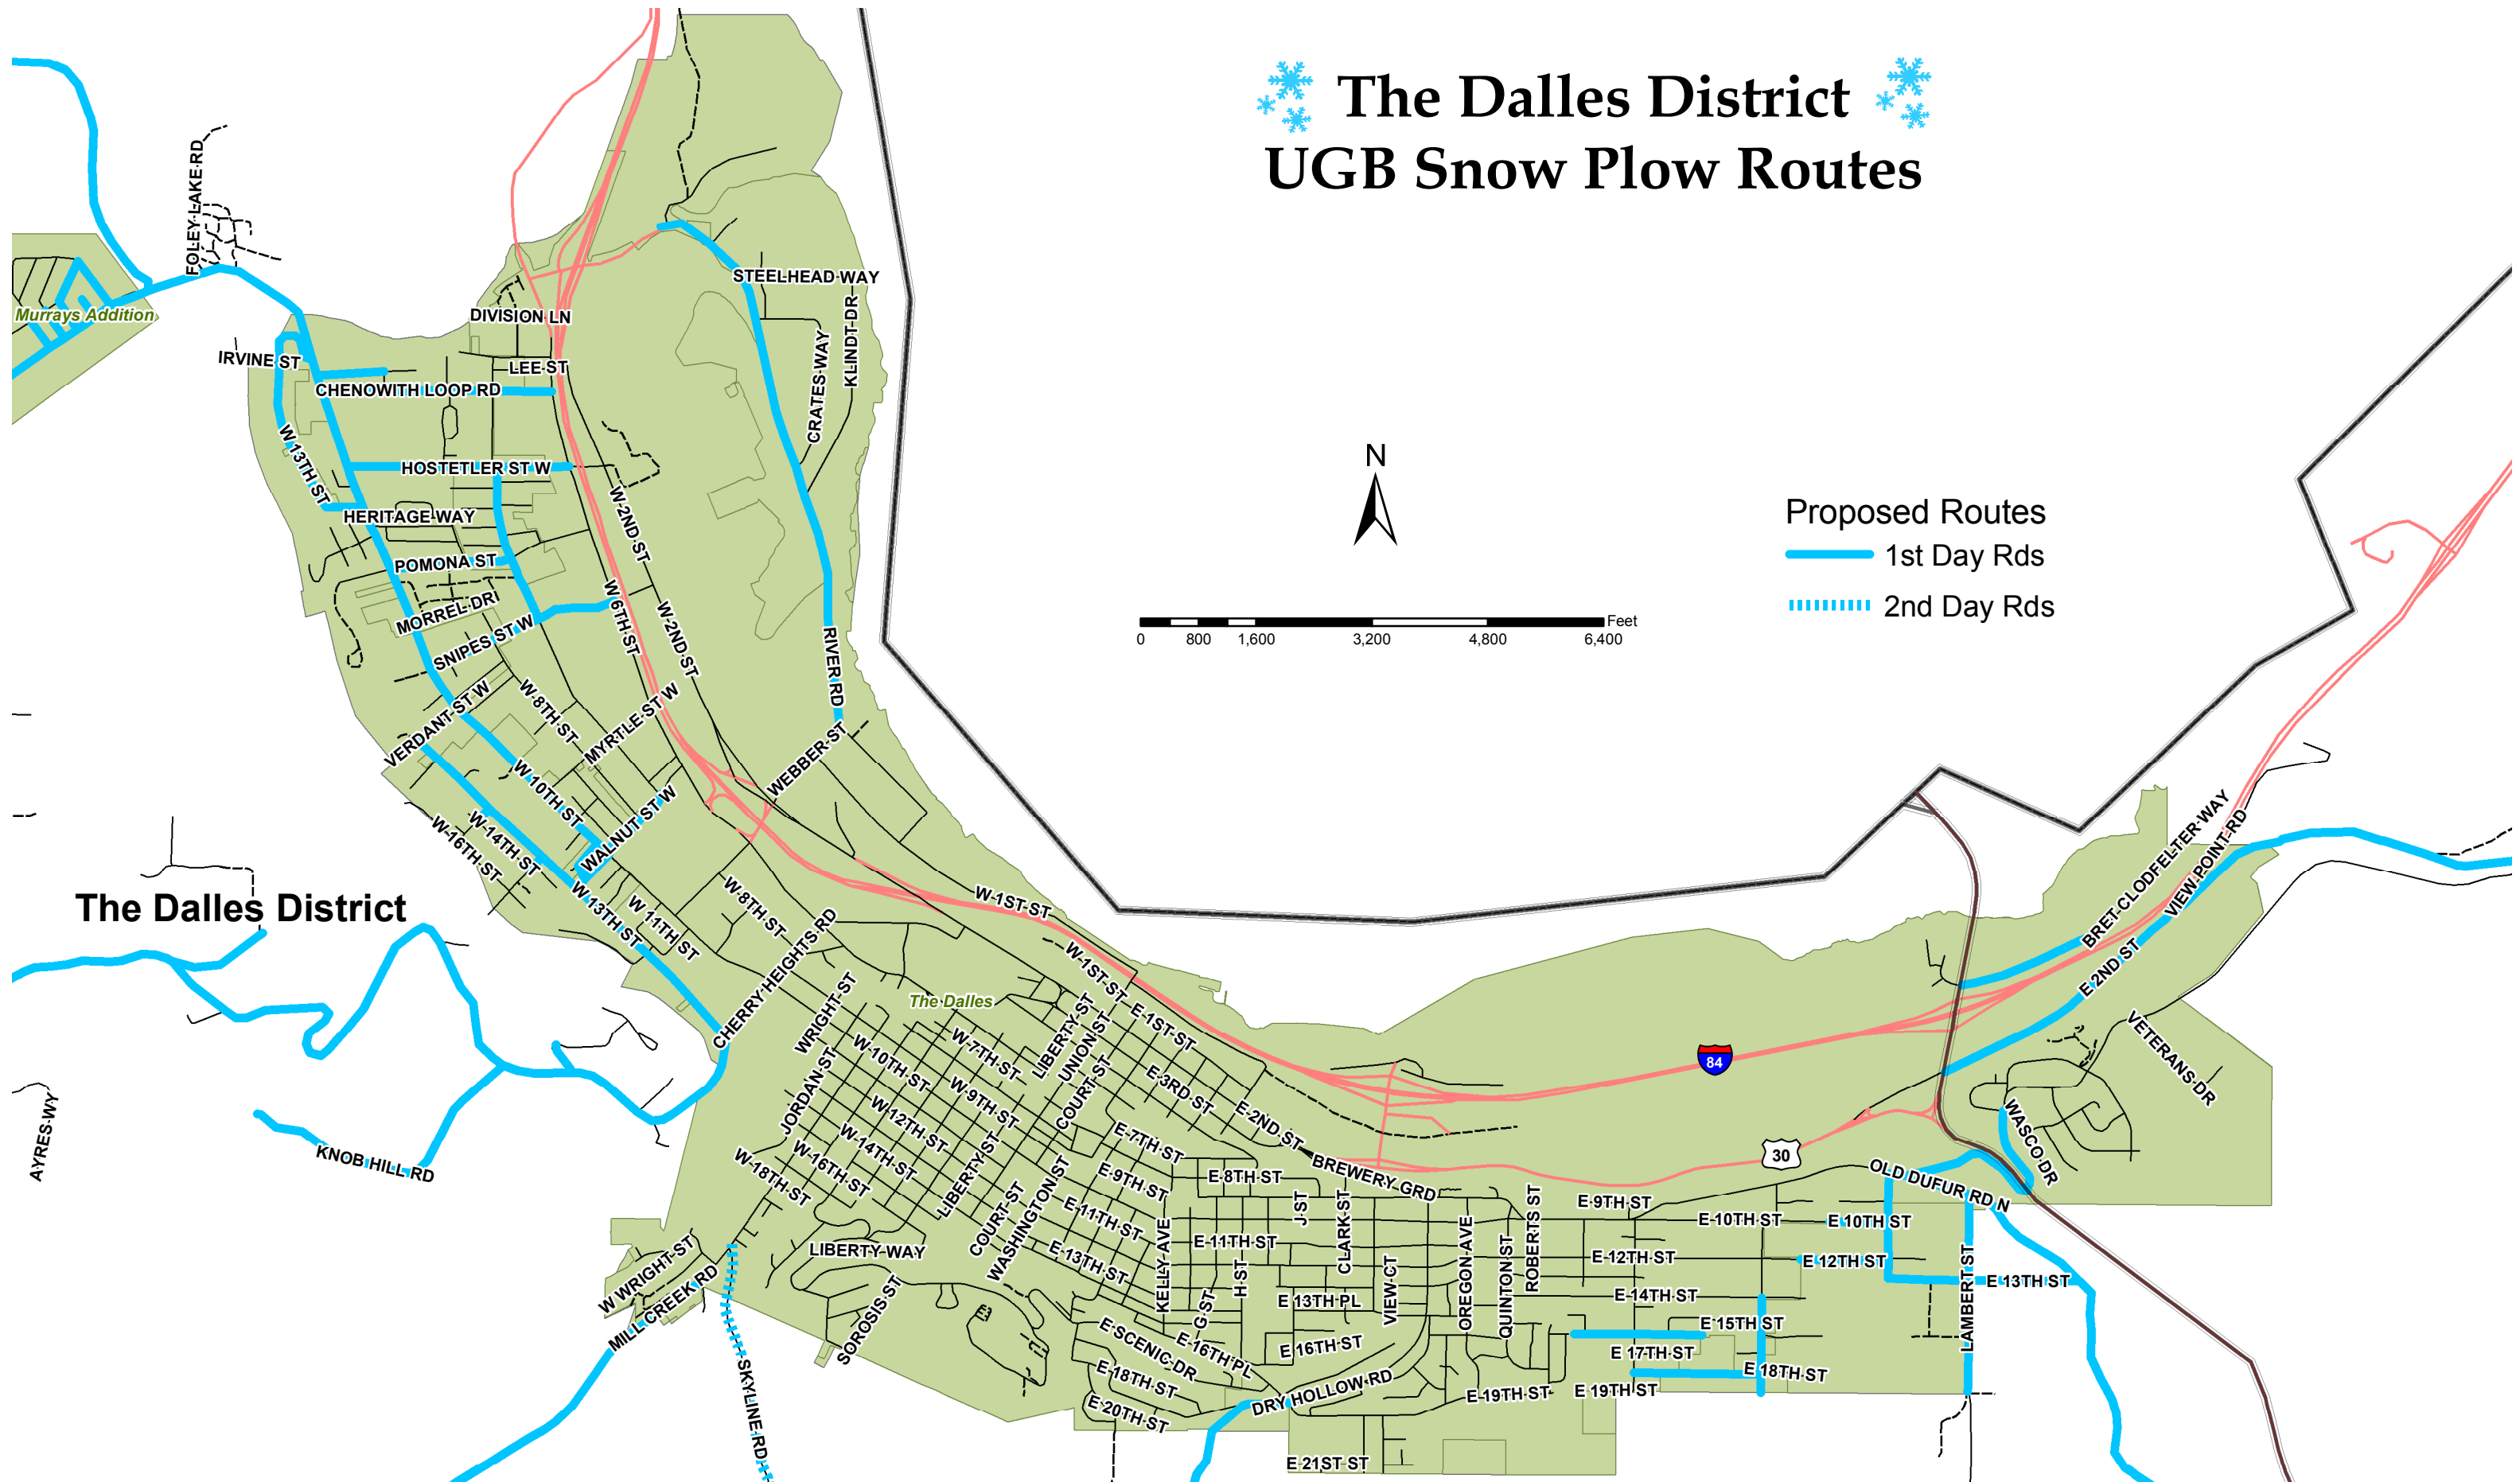 The Dalles District
UGB Snow Plow Routes
FOLEY LAKE RD
Murrays Addition
STEELHEAD WAY
DIVISION LN
KLINDT DR
CRATES WAY
IRVINE ST
LEE ST
CHENOWITH LOOP RD
W 13TH ST
HOSTETLER ST W
HERITAGE WAY
W 2ND ST
POMONA ST
MORREL DR
W 6TH ST
W 2ND ST
SNIPES ST W
RIVER RD
VERDANT ST W
W 8TH ST
MYRTLE ST W
WEBBER ST
W 10TH ST
WALNUT ST W
W 14TH ST
W 16TH ST
N
Proposed Routes
1st Day Rds
2nd Day Rds
Feet
0 800 1,600 3,200 4,800 6,400
The Dalles District
W 13TH ST
W 11TH ST
W 8TH ST
CHERRY HEIGHTS RD
W 1ST ST
W 1ST ST
E 1ST ST
WRIGHT ST
The Dalles
LIBERTY ST
UNION ST
COURT ST
JORDAN ST
W 10TH ST
W 7TH ST
W 9TH ST
W 12TH ST
W 14TH ST
W 16TH ST
W 18TH ST
E 3RD ST
E 2ND ST
LIBERTY ST
COURT ST
WASHINGTON ST
E 7TH ST
E 9TH ST
E 11TH ST
E 13TH ST
E 8TH ST
BREWERY GRD
84
30
BRET CLODFELTER WAY
VIEW POINT RD
E 2ND ST
VETERANS DR
WASCO DR
OLD DUFUR RD N
AYRES WY
KNOB HILL RD
W WRIGHT ST
MILL CREEK RD
LIBERTY WAY
SOROSIS ST
SKYLINE RD
KELLY AVE
E 11TH ST
J ST
CLARK ST
H ST
G ST
E 13TH PL
VIEW CT
OREGON AVE
QUINTON ST
ROBERTS ST
E 9TH ST
E 10TH ST
E 10TH ST
E 12TH ST
E 12TH ST
E 13TH ST
E 14TH ST
E 15TH ST
E 17TH ST
E 18TH ST
LAMBERT ST
E SCENIC DR
E 16TH PL
E 16TH ST
E 18TH ST
E 20TH ST
DRY HOLLOW RD
E 19TH ST
E 19TH ST
E 21ST ST